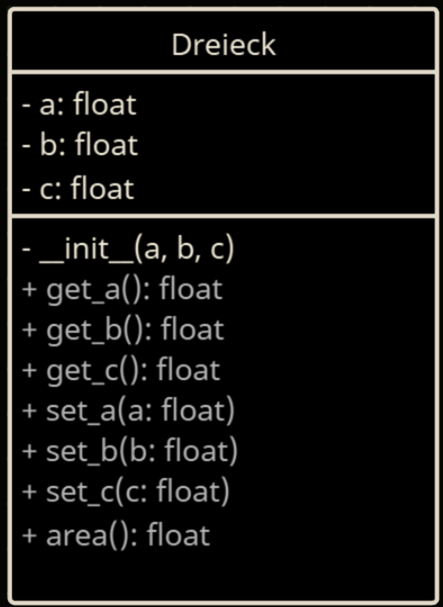 Dreieck
- a: float
- b: float
- c: float
- __init__(a, b, c)
+ get_a(): float
+ get_b(): float
+ get_c(): float
+ set_a(a: float)
+ set_b(b: float)
+ set_c(c: float)
+ area(): float